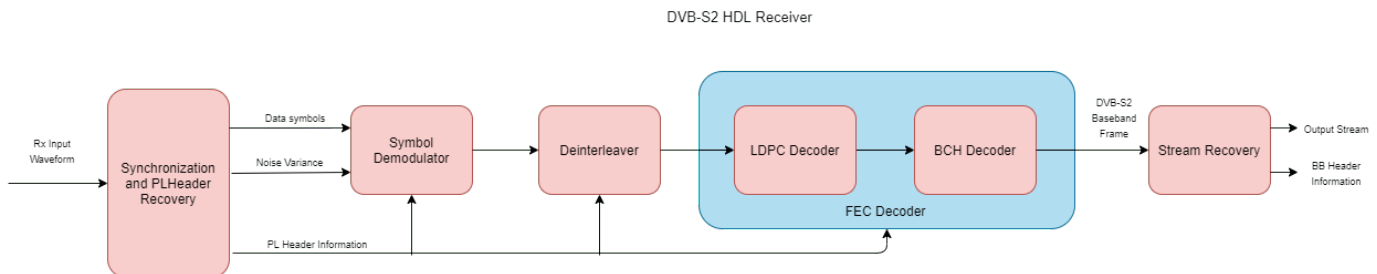 DVB-S2 HDL Receiver
Rx Input
Waveform
Synchronization
and PLHeader
Recovery
Data symbols
Noise Variance
PL Header Information
Symbol
Demodulator
Deinterleaver
LDPC Decoder
BCH Decoder
FEC Decoder
DVB-S2
Baseband
Frame
Stream Recovery
Output Stream
BB Header
Information